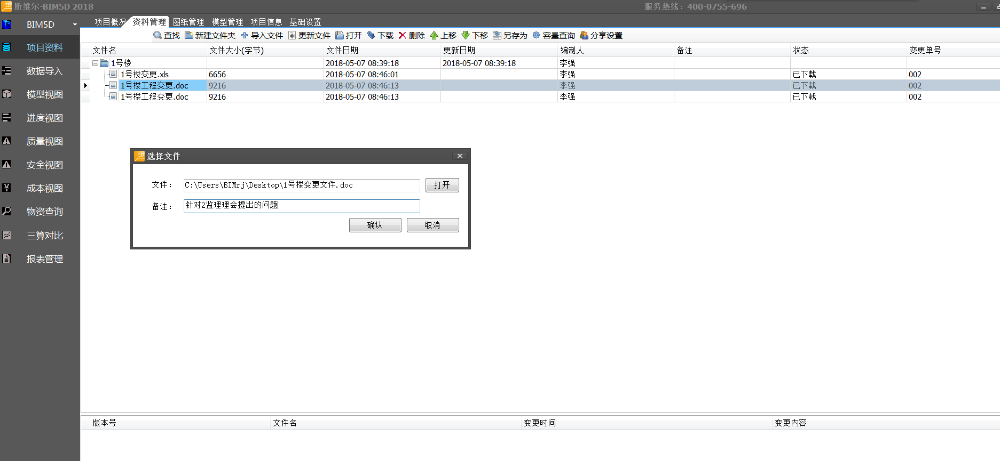 斯维尔-BIM5D 2018
服务热线：400-0755-696
BIM5D
项目概况 资料管理 图纸管理 模型管理 项目信息 基础设置
查找 新建文件夹 导入文件 更新文件 打开 下载 删除 上移 下移 另存为 容量查询 分享设置
项目资料
数据导入
模型视图
进度视图
质量视图
安全视图
成本视图
物资查询
三算对比
报表管理
文件名 文件大小(字节) 文件日期 更新日期 编制人 备注 状态 变更单号
1号楼 2018-05-07 08:39:18 2018-05-07 08:39:18 李强
1号楼变更.xls 6656 2018-05-07 08:46:01 李强 已下载 002
1号楼工程变更.doc 9216 2018-05-07 08:46:13 李强 已下载 002
1号楼工程变更.doc 9216 2018-05-07 08:46:13 李强 已下载 002
选择文件
文件： C:\Users\BIMrj\Desktop\1号楼变更文件.doc 打开
备注： 针对2监理理会提出的问题
确认 取消
版本号 文件名 变更时间 变更内容